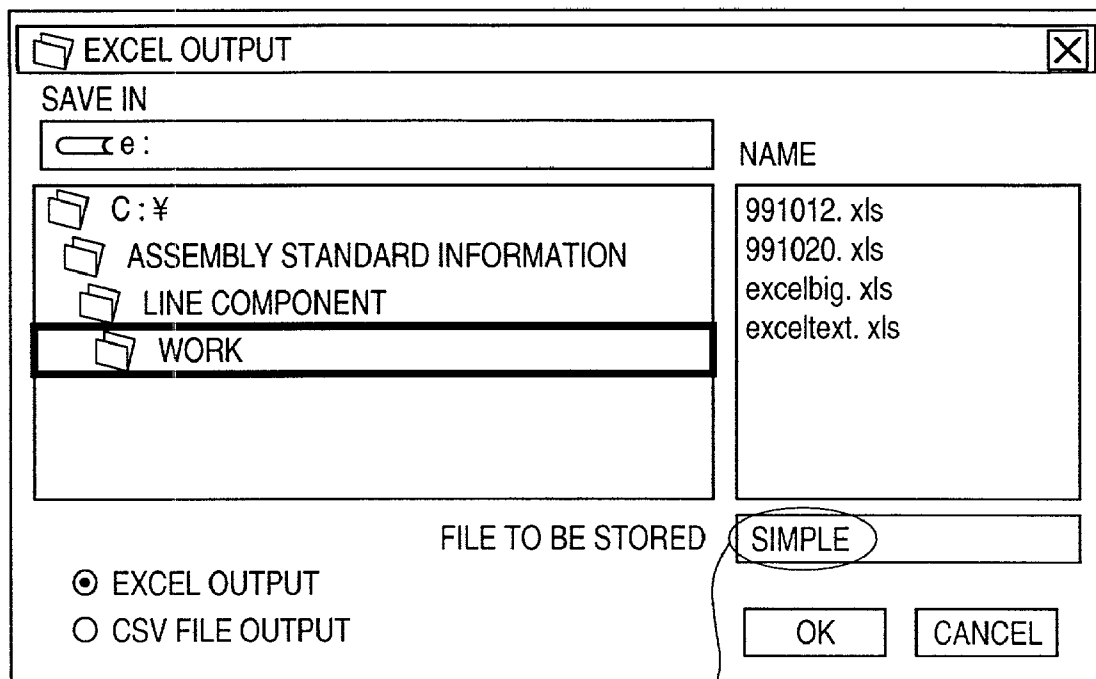 EXCEL OUTPUT
SAVE IN
e :
C : ¥
ASSEMBLY STANDARD INFORMATION
LINE COMPONENT
WORK
NAME
991012. xls
991020. xls
excelbig. xls
exceltext. xls
FILE TO BE STORED
SIMPLE
EXCEL OUTPUT
CSV FILE OUTPUT
OK
CANCEL